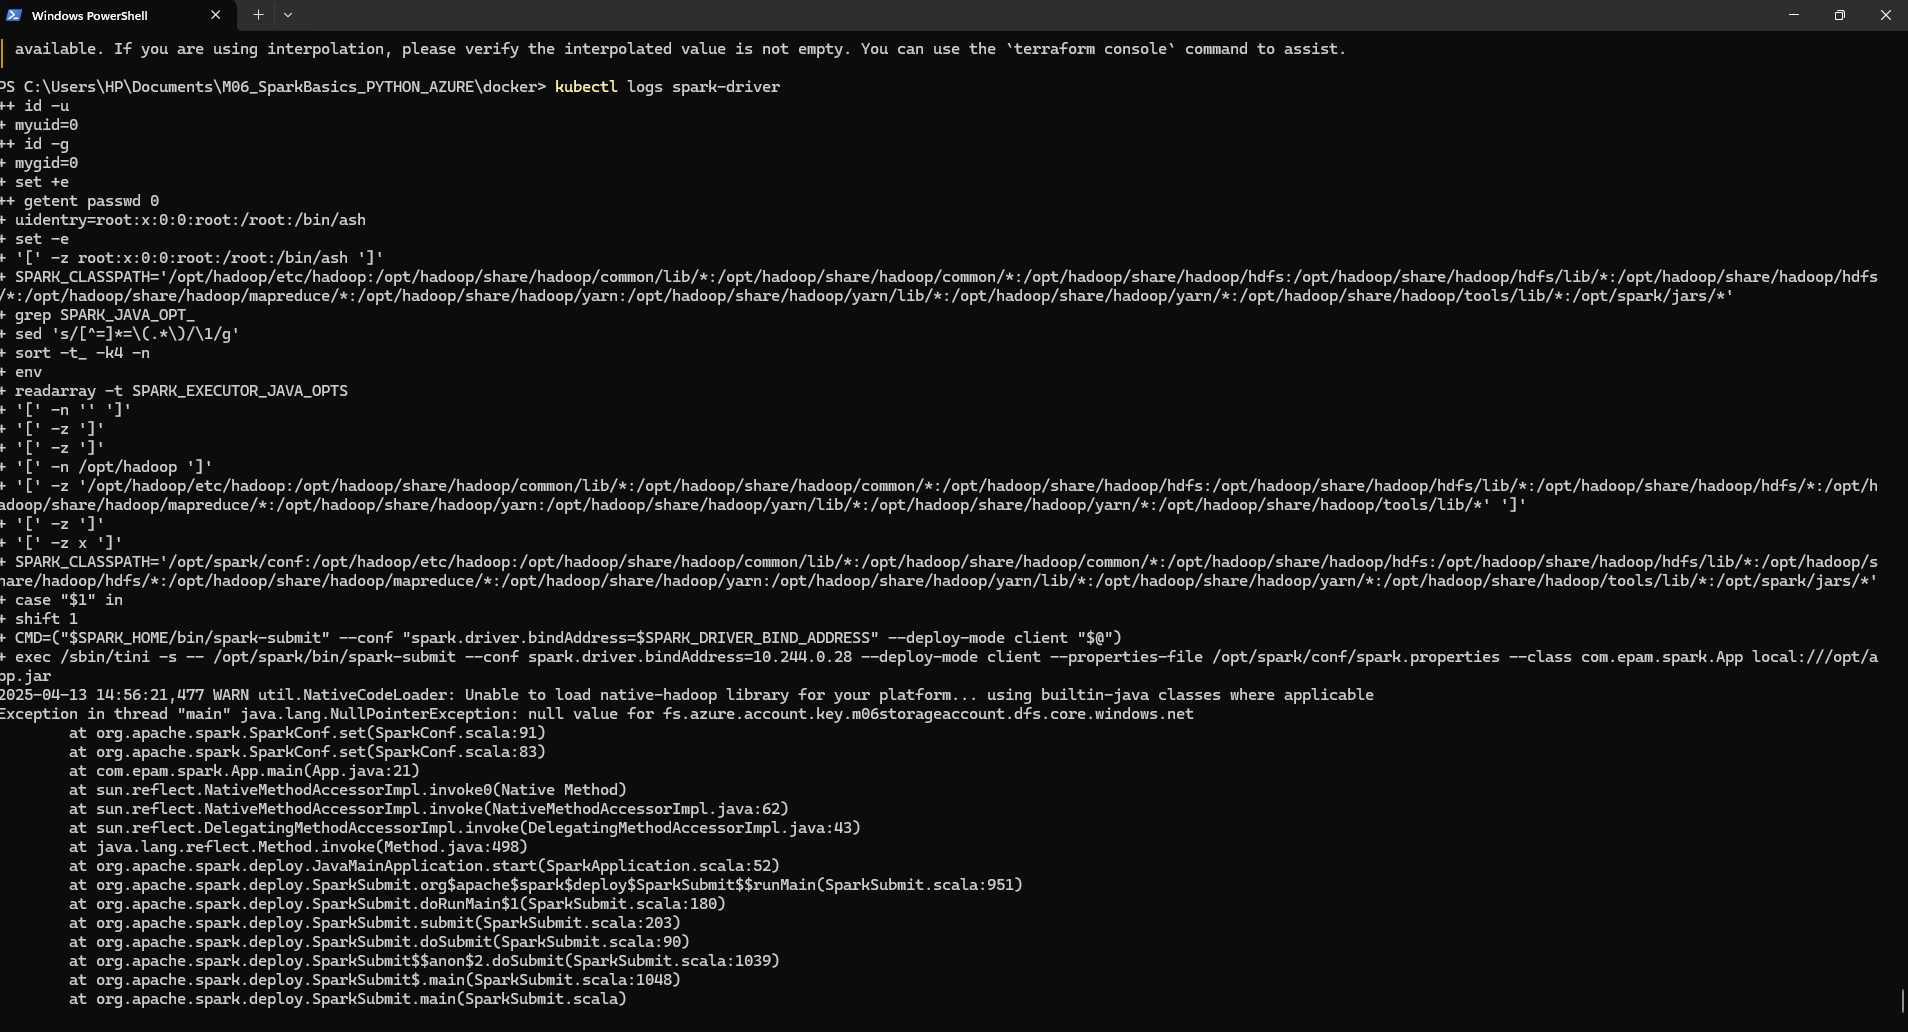 Windows PowerShell
available. If you are using interpolation, please verify the interpolated value is not empty. You can use the `terraform console` command to assist.
PS C:\Users\HP\Documents\M06_SparkBasics_PYTHON_AZURE\docker> kubectl logs spark-driver
++ id -u
+ myuid=0
++ id -g
+ mygid=0
+ set +e
++ getent passwd 0
+ uidentry=root:x:0:0:root:/root:/bin/ash
+ set -e
+ '[' -z root:x:0:0:root:/root:/bin/ash ']'
+ SPARK_CLASSPATH='/opt/hadoop/etc/hadoop:/opt/hadoop/share/hadoop/common/lib/*:/opt/hadoop/share/hadoop/common/*:/opt/hadoop/share/hadoop/hdfs:/opt/hadoop/share/hadoop/hdfs/lib/*:/opt/hadoop/share/hadoop/hdfs
/*:/opt/hadoop/share/hadoop/mapreduce/*:/opt/hadoop/share/hadoop/yarn:/opt/hadoop/share/hadoop/yarn/lib/*:/opt/hadoop/share/hadoop/yarn/*:/opt/hadoop/share/hadoop/tools/lib/*:/opt/spark/jars/*'
+ grep SPARK_JAVA_OPT_
+ sed 's/[^=]*=\(.*\)/\1/g'
+ sort -t_ -k4 -n
+ env
+ readarray -t SPARK_EXECUTOR_JAVA_OPTS
+ '[' -n '' ']'
+ '[' -z ']'
+ '[' -z ']'
+ '[' -n /opt/hadoop ']'
+ '[' -z '/opt/hadoop/etc/hadoop:/opt/hadoop/share/hadoop/common/lib/*:/opt/hadoop/share/hadoop/common/*:/opt/hadoop/share/hadoop/hdfs:/opt/hadoop/share/hadoop/hdfs/lib/*:/opt/hadoop/share/hadoop/hdfs/*:/opt/h
adoop/share/hadoop/mapreduce/*:/opt/hadoop/share/hadoop/yarn:/opt/hadoop/share/hadoop/yarn/lib/*:/opt/hadoop/share/hadoop/yarn/*:/opt/hadoop/share/hadoop/tools/lib/*' ']'
+ '[' -z ']'
+ '[' -z x ']'
+ SPARK_CLASSPATH='/opt/spark/conf:/opt/hadoop/etc/hadoop:/opt/hadoop/share/hadoop/common/lib/*:/opt/hadoop/share/hadoop/common/*:/opt/hadoop/share/hadoop/hdfs:/opt/hadoop/share/hadoop/hdfs/lib/*:/opt/hadoop/s
hare/hadoop/hdfs/*:/opt/hadoop/share/hadoop/mapreduce/*:/opt/hadoop/share/hadoop/yarn:/opt/hadoop/share/hadoop/yarn/lib/*:/opt/hadoop/share/hadoop/yarn/*:/opt/hadoop/share/hadoop/tools/lib/*:/opt/spark/jars/*'
+ case "$1" in
+ shift 1
+ CMD=("$SPARK_HOME/bin/spark-submit" --conf "spark.driver.bindAddress=$SPARK_DRIVER_BIND_ADDRESS" --deploy-mode client "$@")
+ exec /sbin/tini -s -- /opt/spark/bin/spark-submit --conf spark.driver.bindAddress=10.244.0.28 --deploy-mode client --properties-file /opt/spark/conf/spark.properties --class com.epam.spark.App local:///opt/a
pp.jar
2025-04-13 14:56:21,477 WARN util.NativeCodeLoader: Unable to load native-hadoop library for your platform... using builtin-java classes where applicable
Exception in thread "main" java.lang.NullPointerException: null value for fs.azure.account.key.m06storageaccount.dfs.core.windows.net
at org.apache.spark.SparkConf.set(SparkConf.scala:91)
at org.apache.spark.SparkConf.set(SparkConf.scala:83)
at com.epam.spark.App.main(App.java:21)
at sun.reflect.NativeMethodAccessorImpl.invoke0(Native Method)
at sun.reflect.NativeMethodAccessorImpl.invoke(NativeMethodAccessorImpl.java:62)
at sun.reflect.DelegatingMethodAccessorImpl.invoke(DelegatingMethodAccessorImpl.java:43)
at java.lang.reflect.Method.invoke(Method.java:498)
at org.apache.spark.deploy.JavaMainApplication.start(SparkApplication.scala:52)
at org.apache.spark.deploy.SparkSubmit.org$apache$spark$deploy$SparkSubmit$$runMain(SparkSubmit.scala:951)
at org.apache.spark.deploy.SparkSubmit.doRunMain$1(SparkSubmit.scala:180)
at org.apache.spark.deploy.SparkSubmit.submit(SparkSubmit.scala:203)
at org.apache.spark.deploy.SparkSubmit.doSubmit(SparkSubmit.scala:90)
at org.apache.spark.deploy.SparkSubmit$$anon$2.doSubmit(SparkSubmit.scala:1039)
at org.apache.spark.deploy.SparkSubmit$.main(SparkSubmit.scala:1048)
at org.apache.spark.deploy.SparkSubmit.main(SparkSubmit.scala)